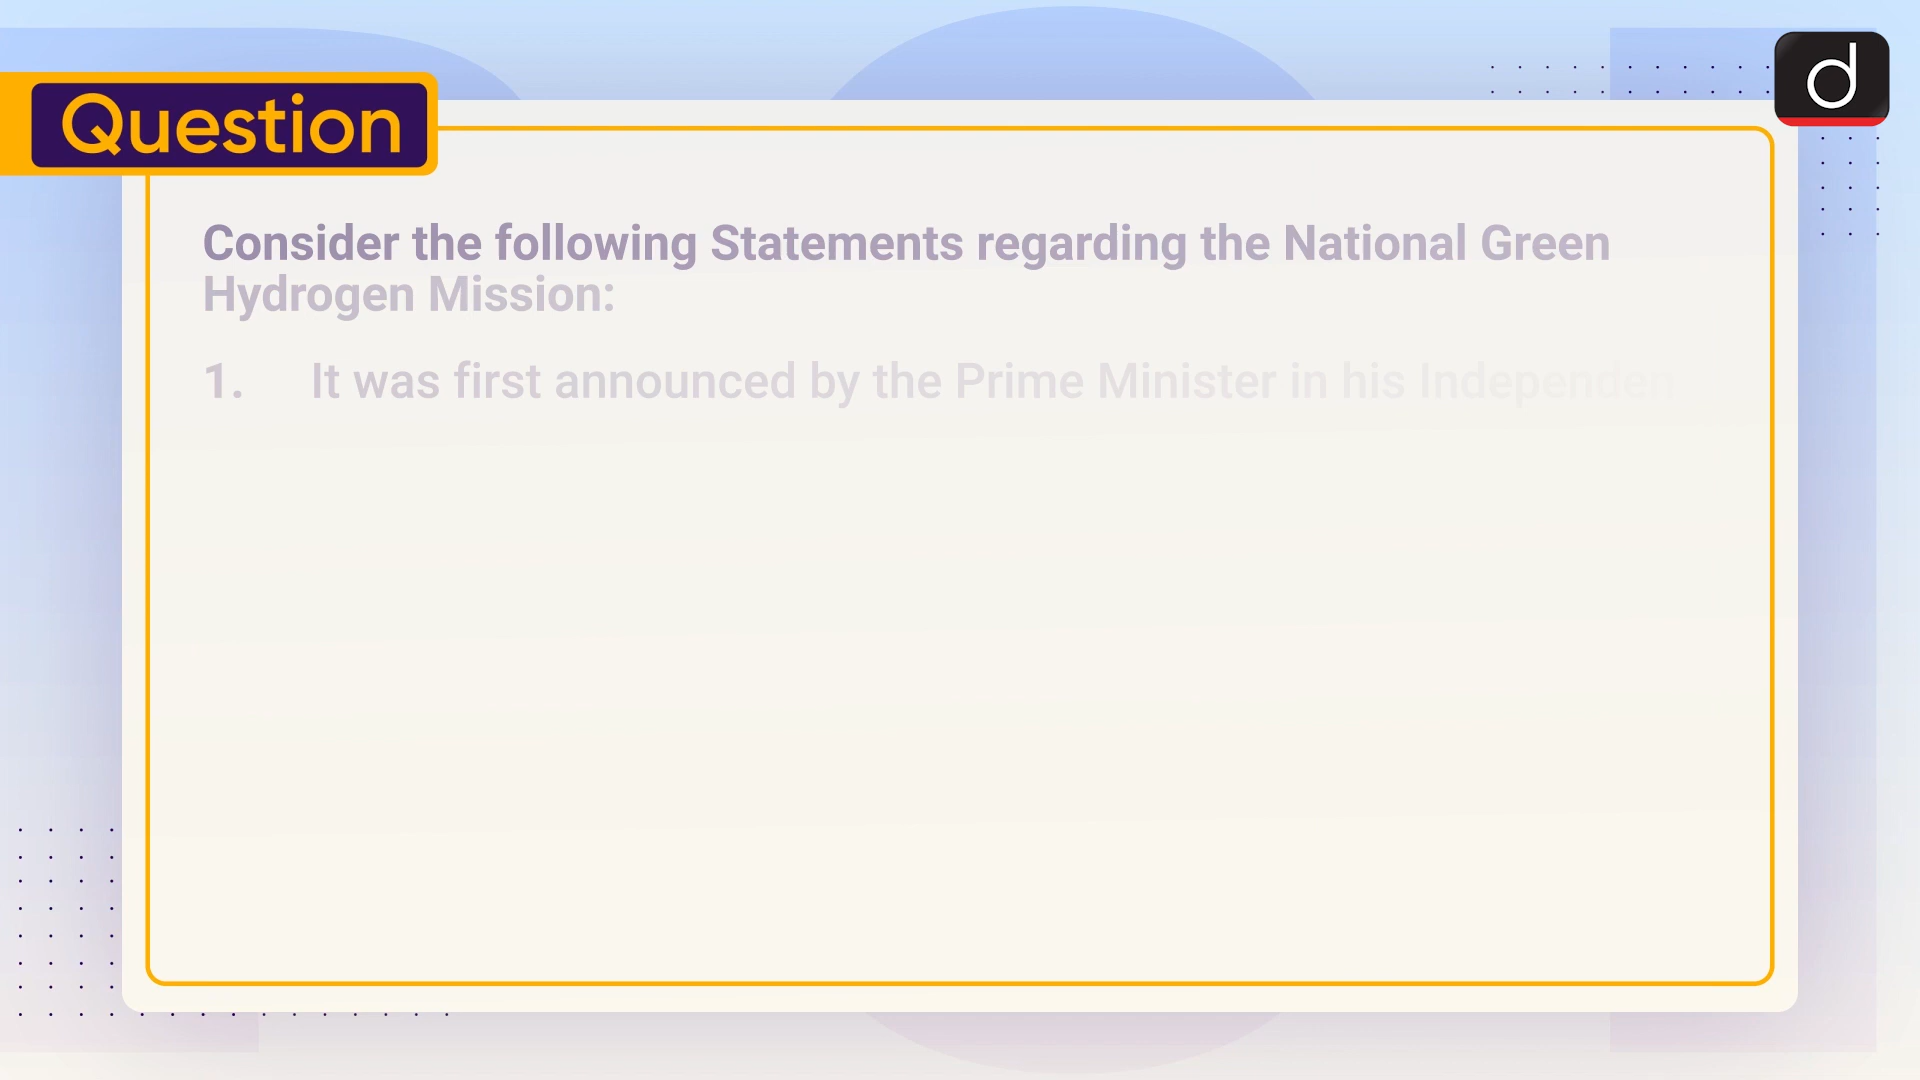 Question
Consider the following Statements regarding the National Green
Hydrogen Mission:
1. It was first announced by the Prime Minister in his Independen